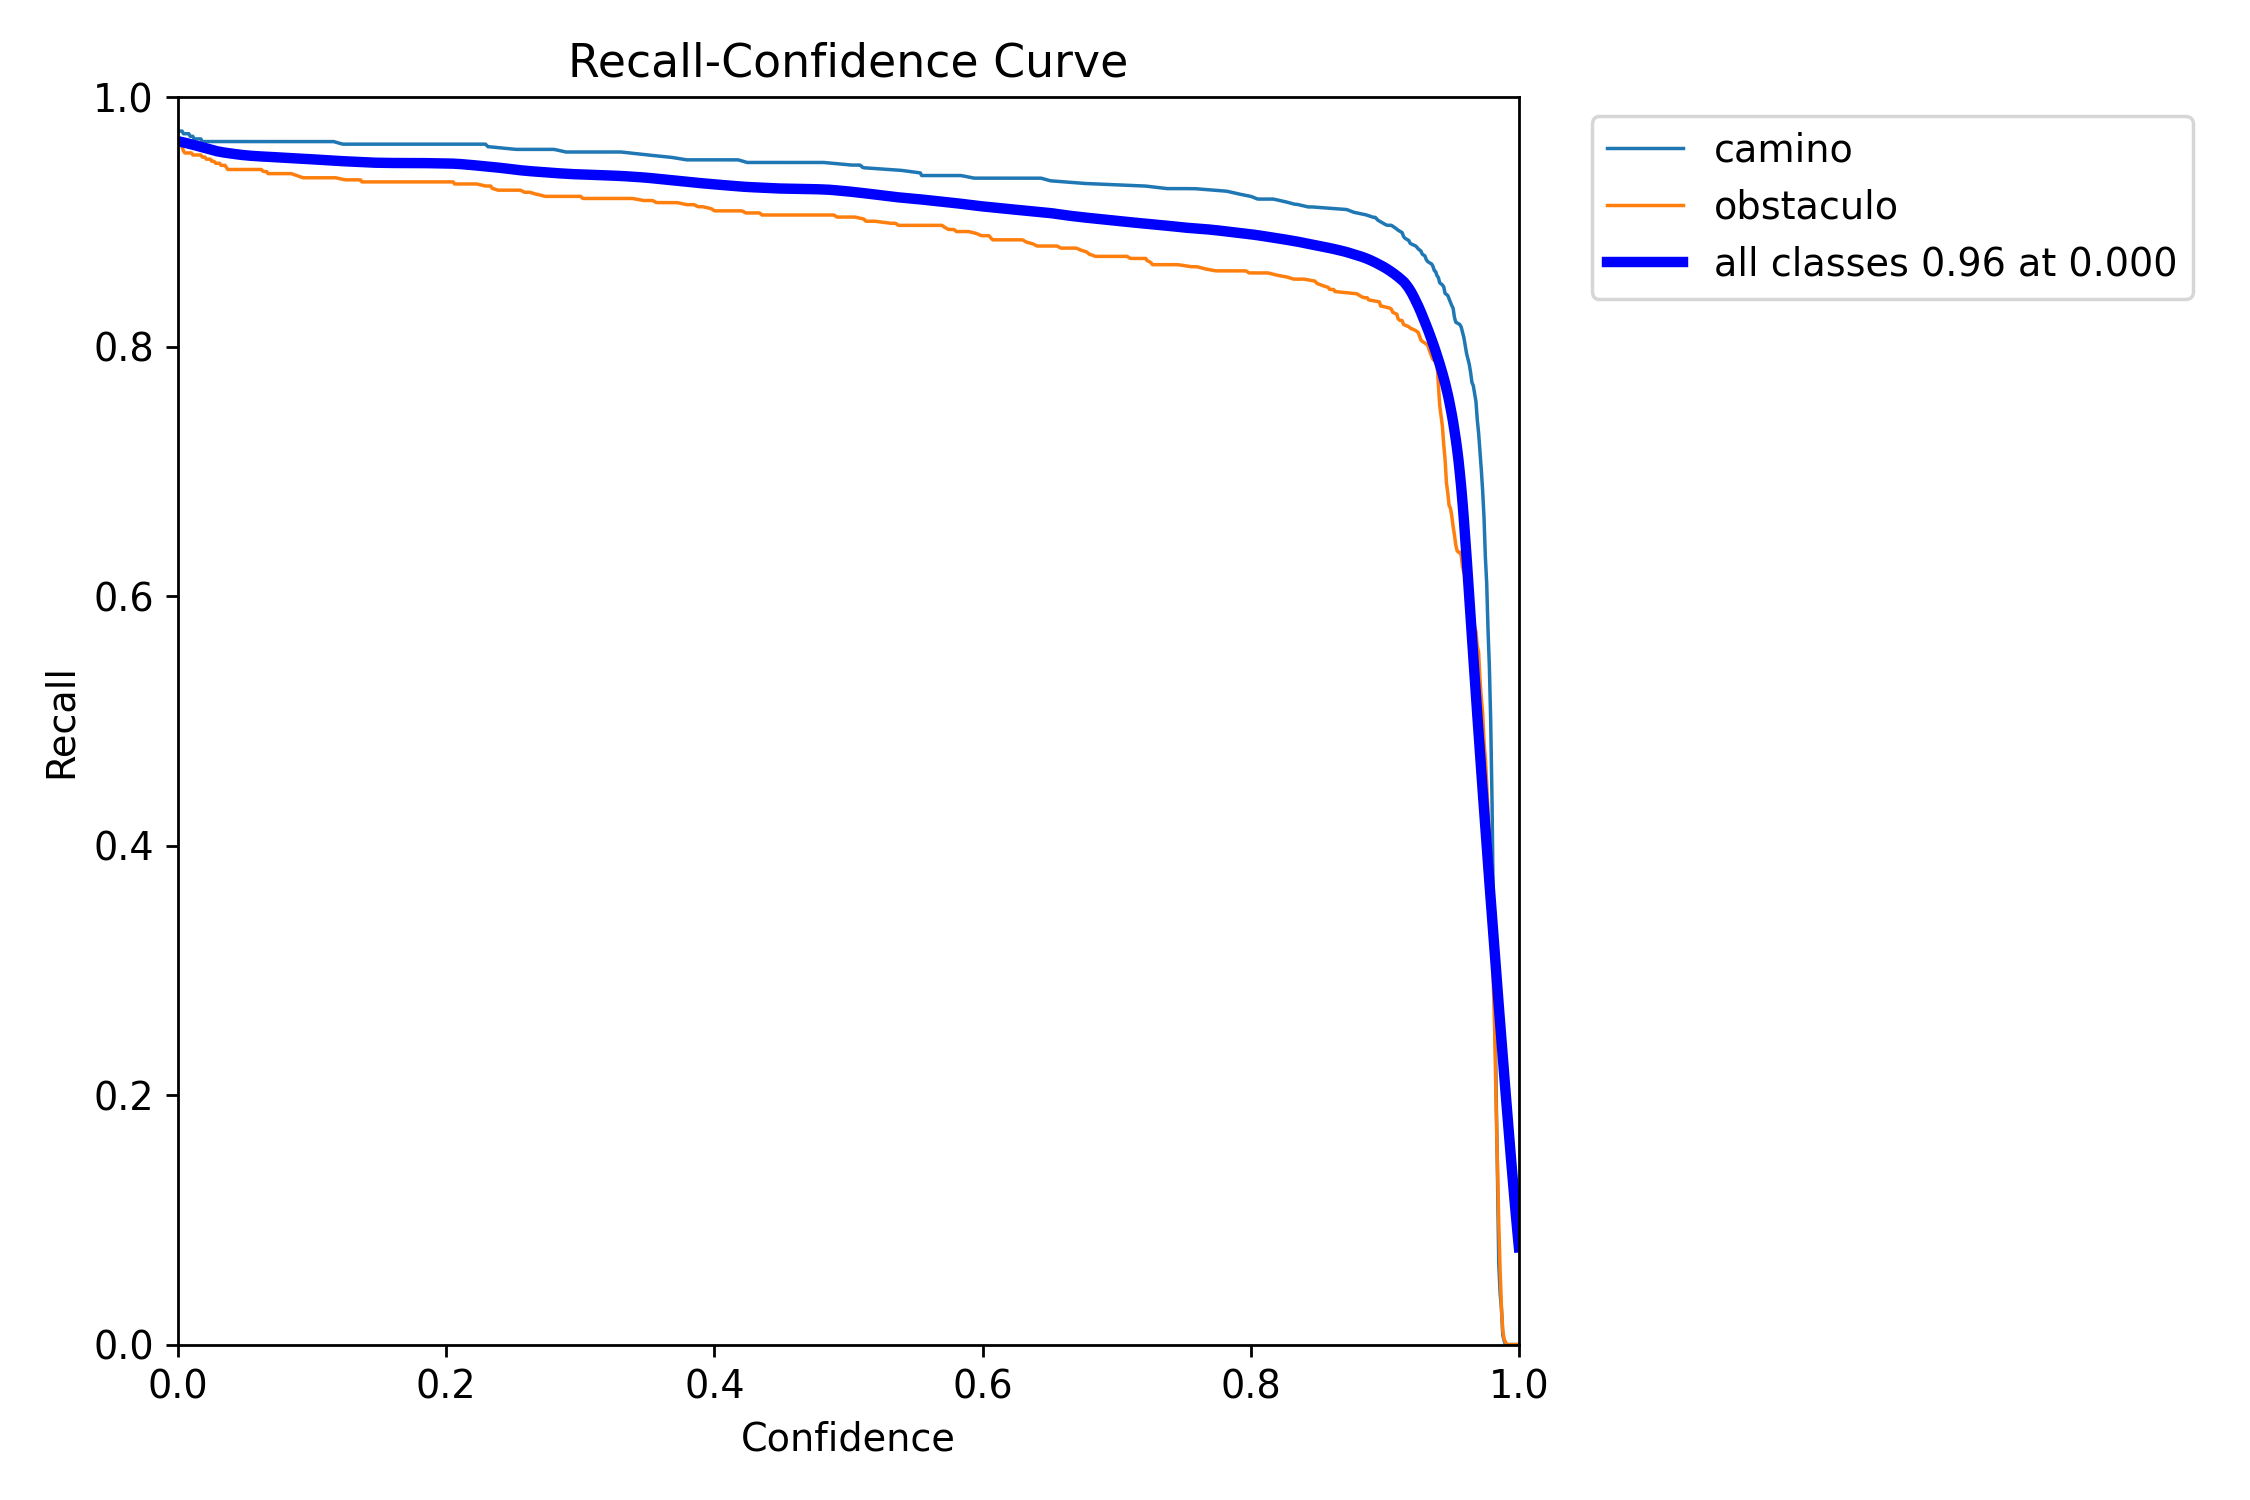 Recall-Confidence Curve
1.0
0.8
0.6
0.4
0.2
0.0
Recall
0.0 0.2 0.4 0.6 0.8 1.0
Confidence
camino
obstaculo
all classes 0.96 at 0.000